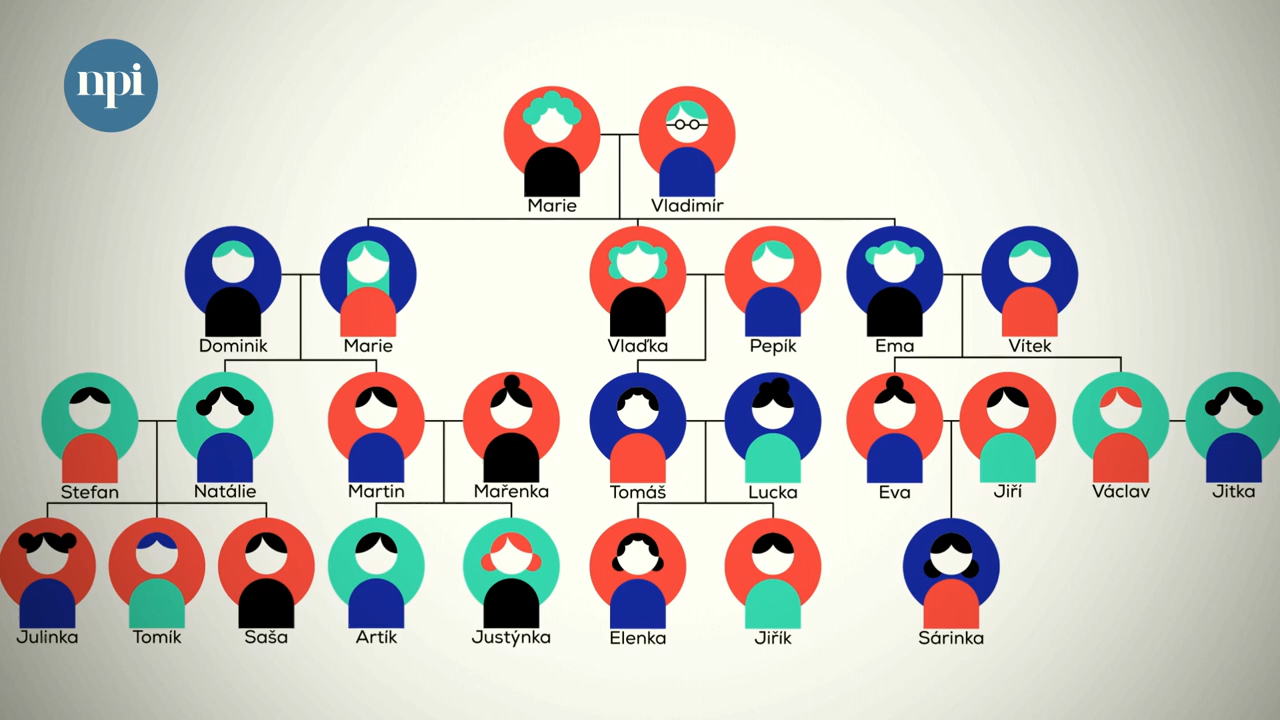 npi
Marie Vladimír
Dominik Marie Vlaďka Pepík Ema Vítek
Stefan Natálie Martin Mařenka Tomáš Lucka Eva Jiří Václav Jitka
Julinka Tomík Saša Artík Justýnka Elenka Jiřík Sárinka